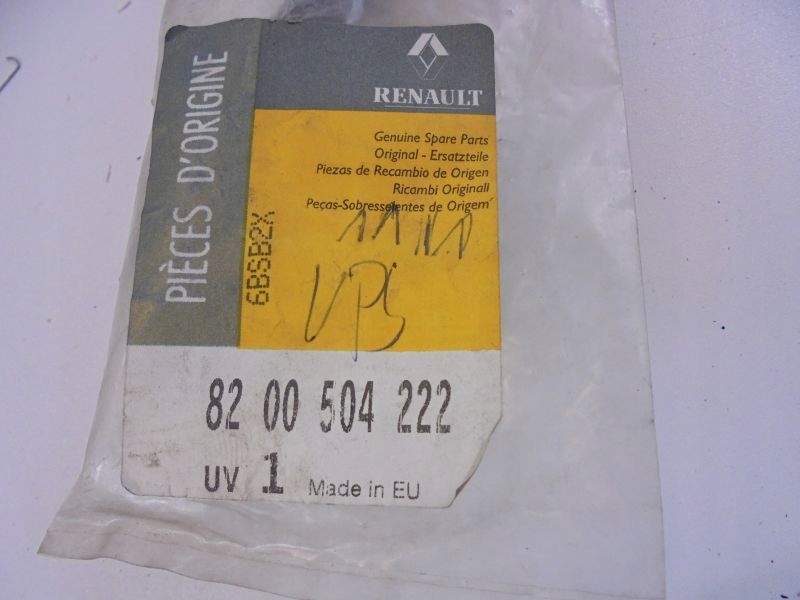 PIÈCES D'ORIGINE
RENAULT
Genuine Spare Parts
Original - Ersatzteile
Piezas de Recambio de Origen
Ricambi Originali
Peças-Sobresselentes de Origem
6BSB2X
82 00 504 222
UV 1 Made in EU